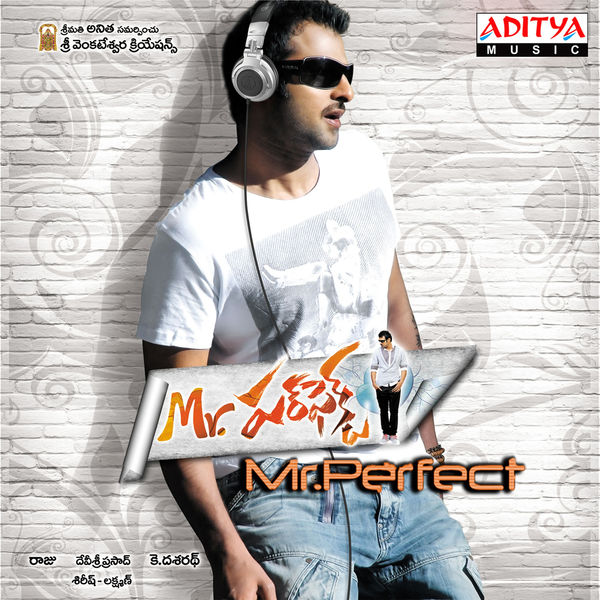 శ్రీమతి అనిత సమర్పించు
శ్రీ వెంకటేశ్వర క్రియేషన్స్
ADITYA
MUSIC
Mr. పర్‌ఫెక్ట్
Mr.Perfect
రాజు దేవిశ్రీ ప్రసాద్ కె.దశరథ్
శిరీష్ - లక్ష్మణ్